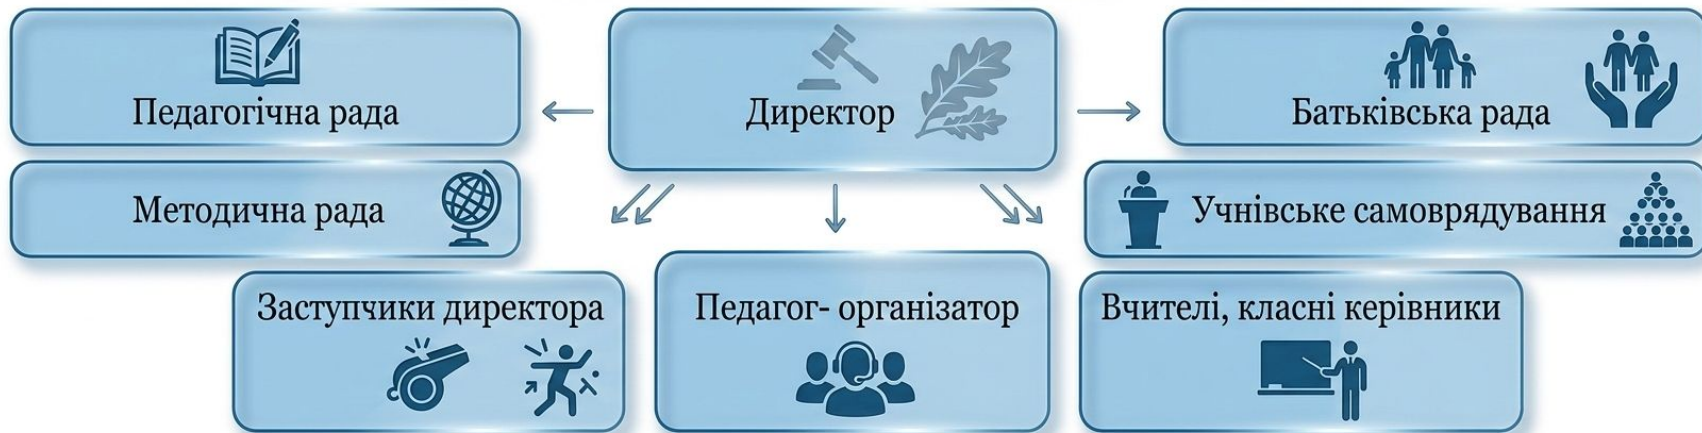 Педагогічна рада
Директор
Батьківська рада
Методична рада
Учнівське самоврядування
Заступчики директора
Педагог- організатор
Вчителі, класні керівники